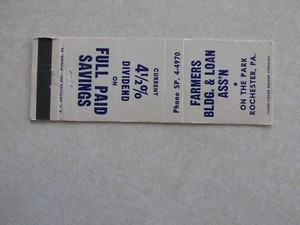 FARMERS
BLDG. & LOAN
ASS'N
ON THE PARK
ROCHESTER, PA.
Phone SP. 4-4970
CURRENT
4½%
DIVIDEND
ON
FULL PAID
SAVINGS